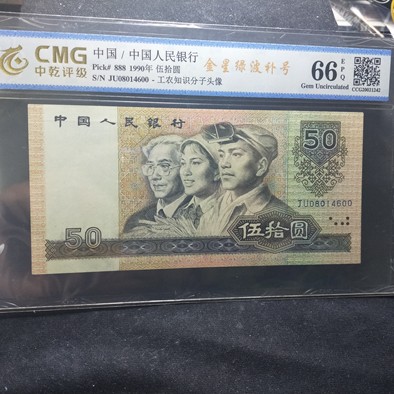 CMG
中乾评级
中国 / 中国人民银行
Pick# 888 1990年 伍拾圆
S/N JU08014600 - 工农知识分子头像
金星绿波补号
66 EPQ
Gem Uncirculated
CCG20021242
中国人民银行
50
JU08014600
50
伍拾圆